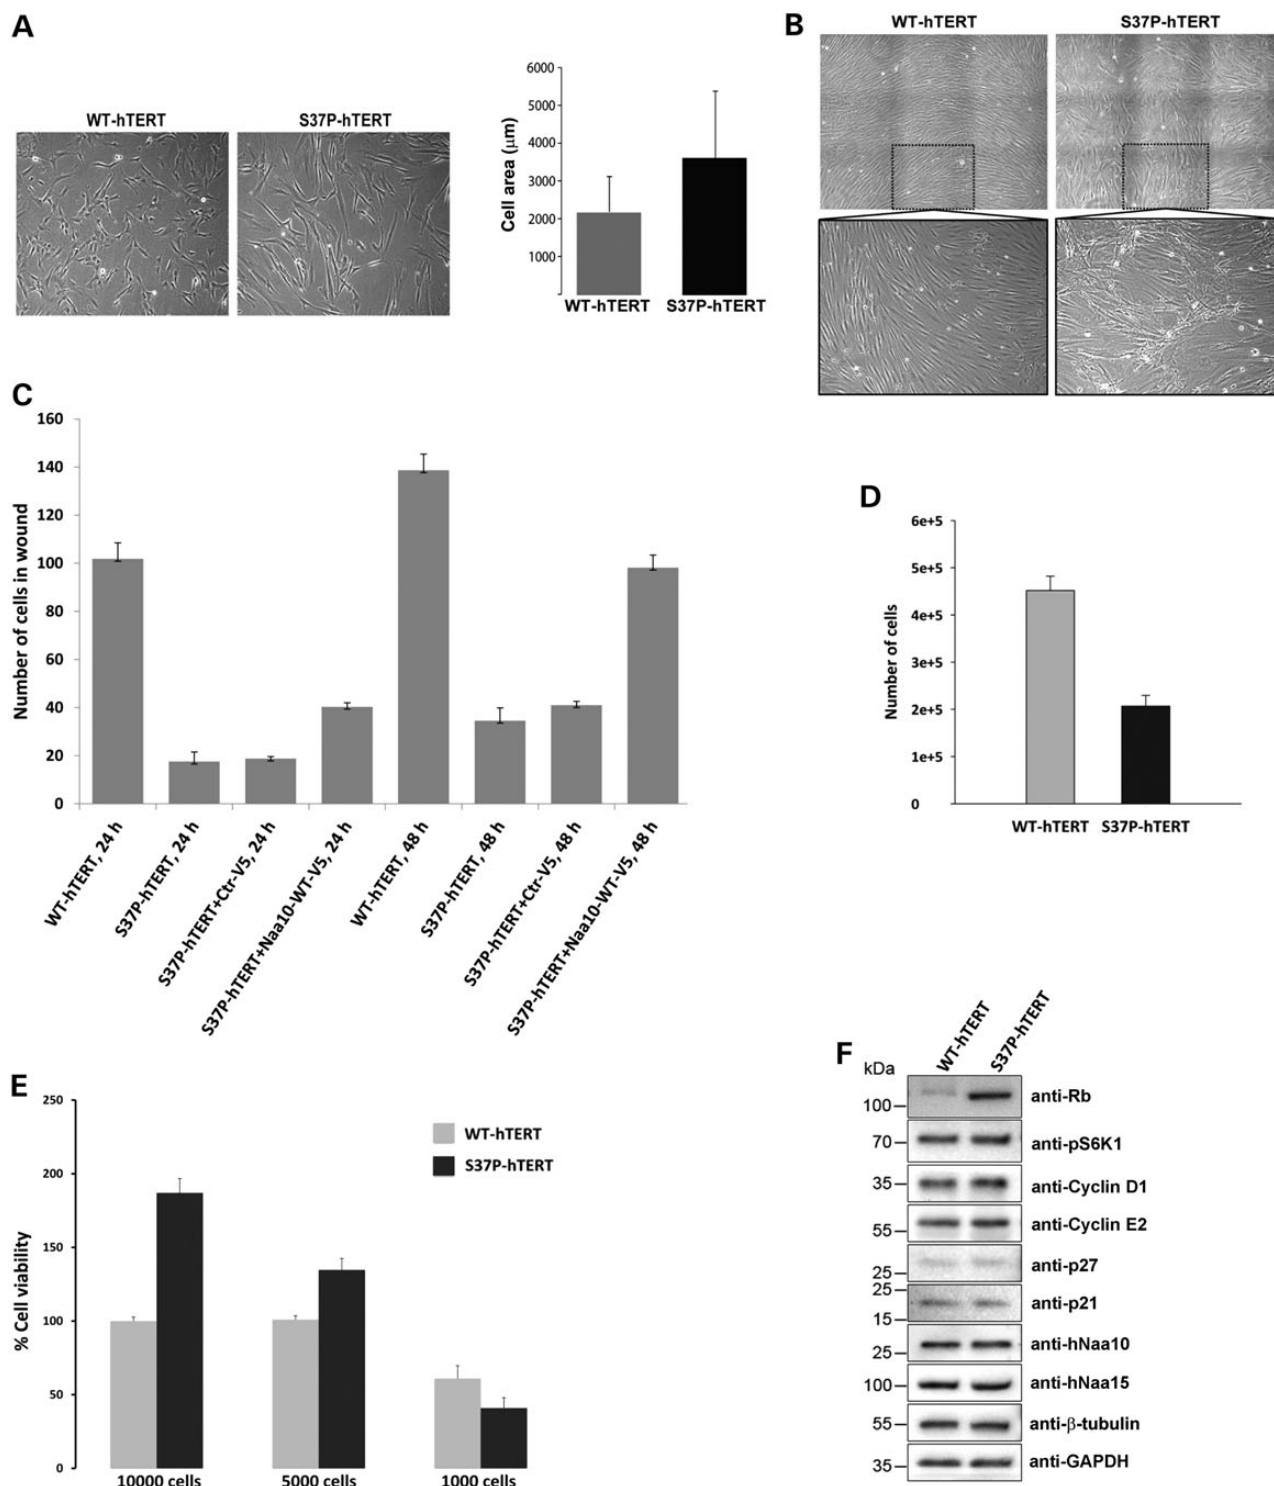 A
WT-hTERT
S37P-hTERT
Cell area (µm)
6000
5000
4000
3000
2000
1000
WT-hTERT
S37P-hTERT
B
WT-hTERT
S37P-hTERT
C
Number of cells in wound
160
140
120
100
80
60
40
20
0
WT-hTERT, 24 h
S37P-hTERT, 24 h
S37P-hTERT+Ctr-V5, 24 h
S37P-hTERT+Naa10-WT-V5, 24 h
WT-hTERT, 48 h
S37P-hTERT, 48 h
S37P-hTERT+Ctr-V5, 48 h
S37P-hTERT+Naa10-WT-V5, 48 h
D
Number of cells
6e+5
5e+5
4e+5
3e+5
2e+5
1e+5
0
WT-hTERT
S37P-hTERT
E
% Cell viability
250
200
150
100
50
0
WT-hTERT
S37P-hTERT
10000 cells
5000 cells
1000 cells
F
kDa
WT-hTERT
S37P-hTERT
100
anti-Rb
70
anti-pS6K1
35
anti-Cyclin D1
55
anti-Cyclin E2
25
anti-p27
25
15
anti-p21
25
anti-hNaa10
100
anti-hNaa15
55
anti-β-tubulin
35
anti-GAPDH